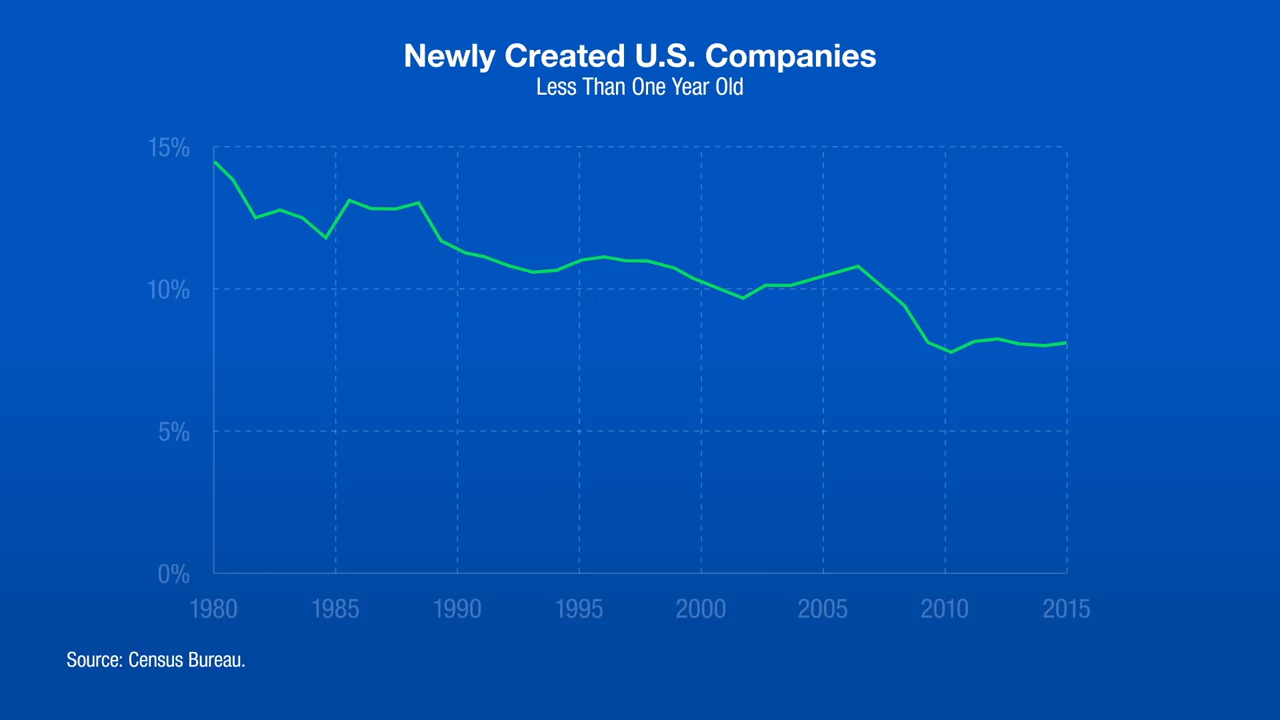 Newly Created U.S. Companies
Less Than One Year Old
15%
10%
5%
0%
1980 1985 1990 1995 2000 2005 2010 2015
Source: Census Bureau.